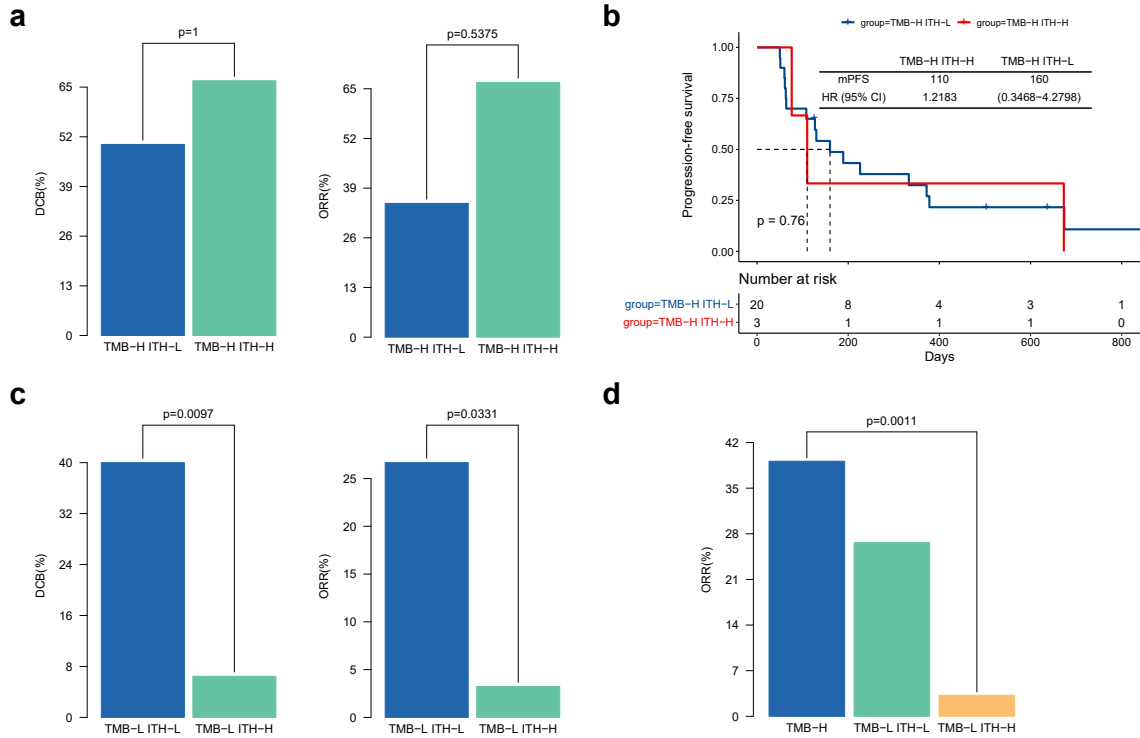 a
p=1
DCB(%)
65
52
39
26
13
0
TMB−H ITH−L TMB−H ITH−H
p=0.5375
ORR(%)
65
52
39
26
13
0
TMB−H ITH−L TMB−H ITH−H
b
group=TMB−H ITH−L group=TMB−H ITH−H
Progression−free survival
1.00
0.75
0.50
0.25
0.00
TMB−H ITH−H TMB−H ITH−L
mPFS 110 160
HR (95% CI) 1.2183 (0.3468−4.2798)
p = 0.76
Number at risk
group=TMB−H ITH−L 20 8 4 3 1
group=TMB−H ITH−H 3 1 1 1 0
0 200 400 600 800
Days
c
p=0.0097
DCB(%)
40
32
24
16
8
0
TMB−L ITH−L TMB−L ITH−H
p=0.0331
ORR(%)
25
20
15
10
5
0
TMB−L ITH−L TMB−L ITH−H
d
p=0.0011
ORR(%)
42
35
28
21
14
7
0
TMB−H TMB−L ITH−L TMB−L ITH−H